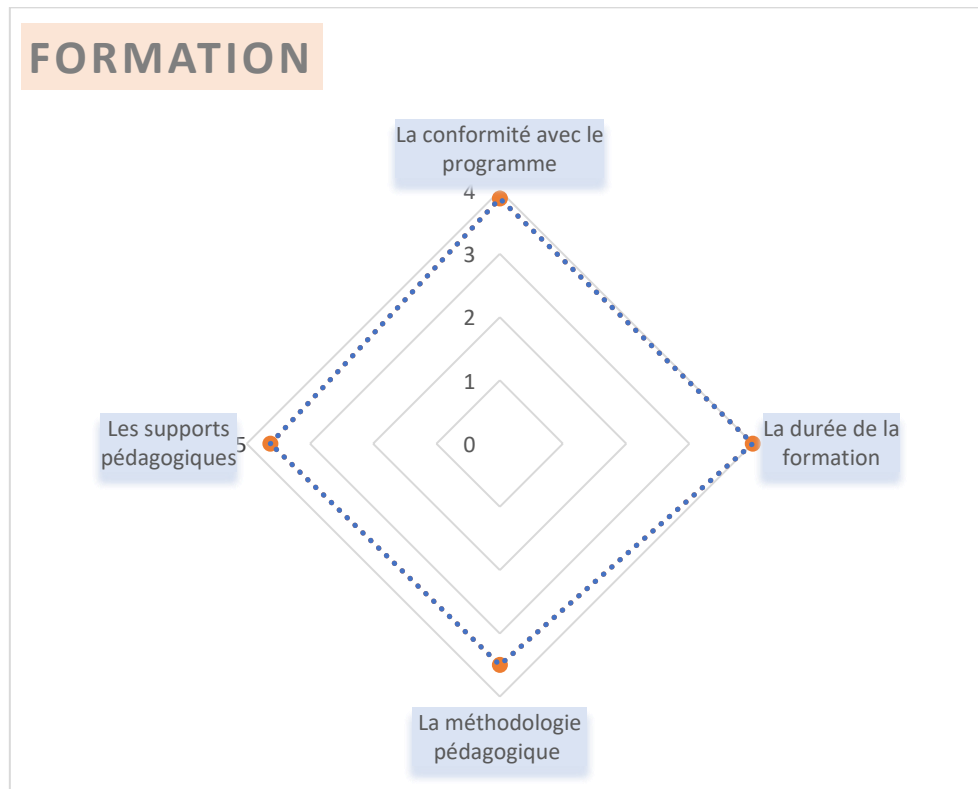 FORMATION
La conformité avec le
programme
4
3
2
1
0
Les supports
pédagogiques
5
La durée de la
formation
La méthodologie
pédagogique